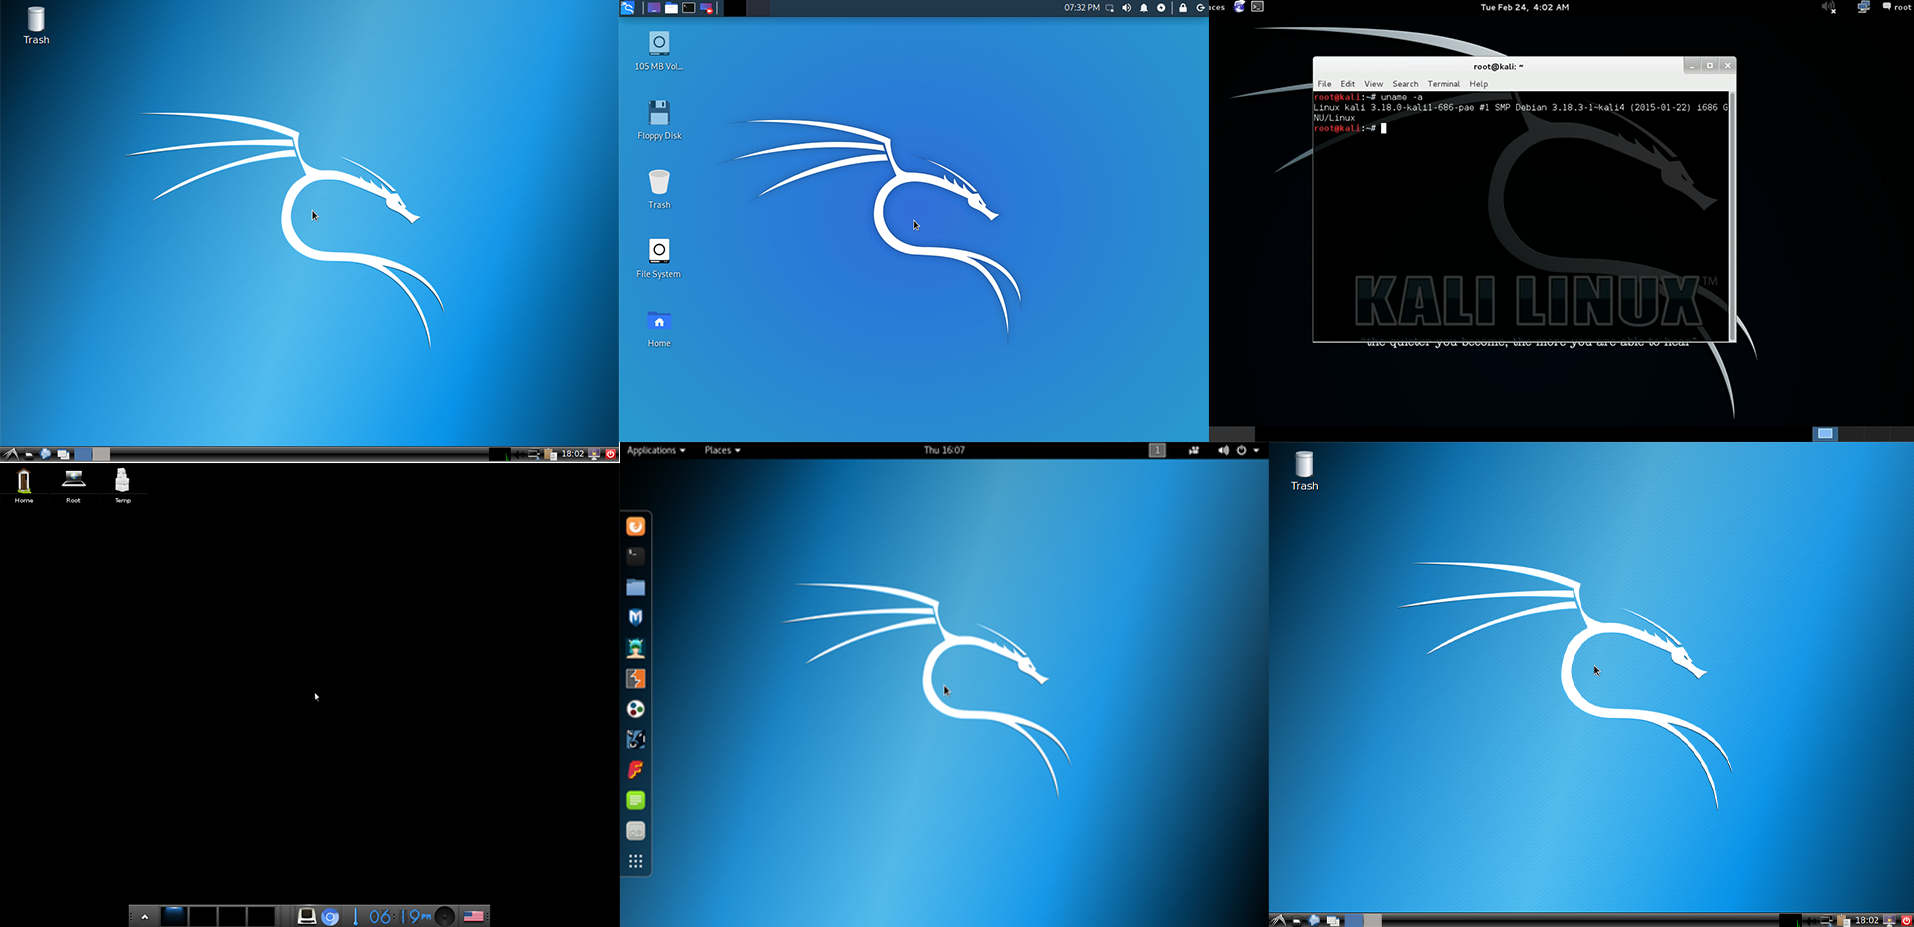 Trash
18:02
07:32 PM
105 MB Vol...
Floppy Disk
Trash
File System
Home
ces
Tue Feb 24, 4:02 AM
root
root@kali: ~
File Edit View Search Terminal Help
root@kali:~# uname -a
Linux kali 3.18.0-kali1-686-pae #1 SMP Debian 3.18.3-1~kali4 (2015-01-22) i686 G
NU/Linux
root@kali:~#
KALI LINUX™
"the quieter you become, the more you are able to hear"
Home
Root
Temp
06:19PM
Applications
Places
Thu 16:07
1
Trash
18:02